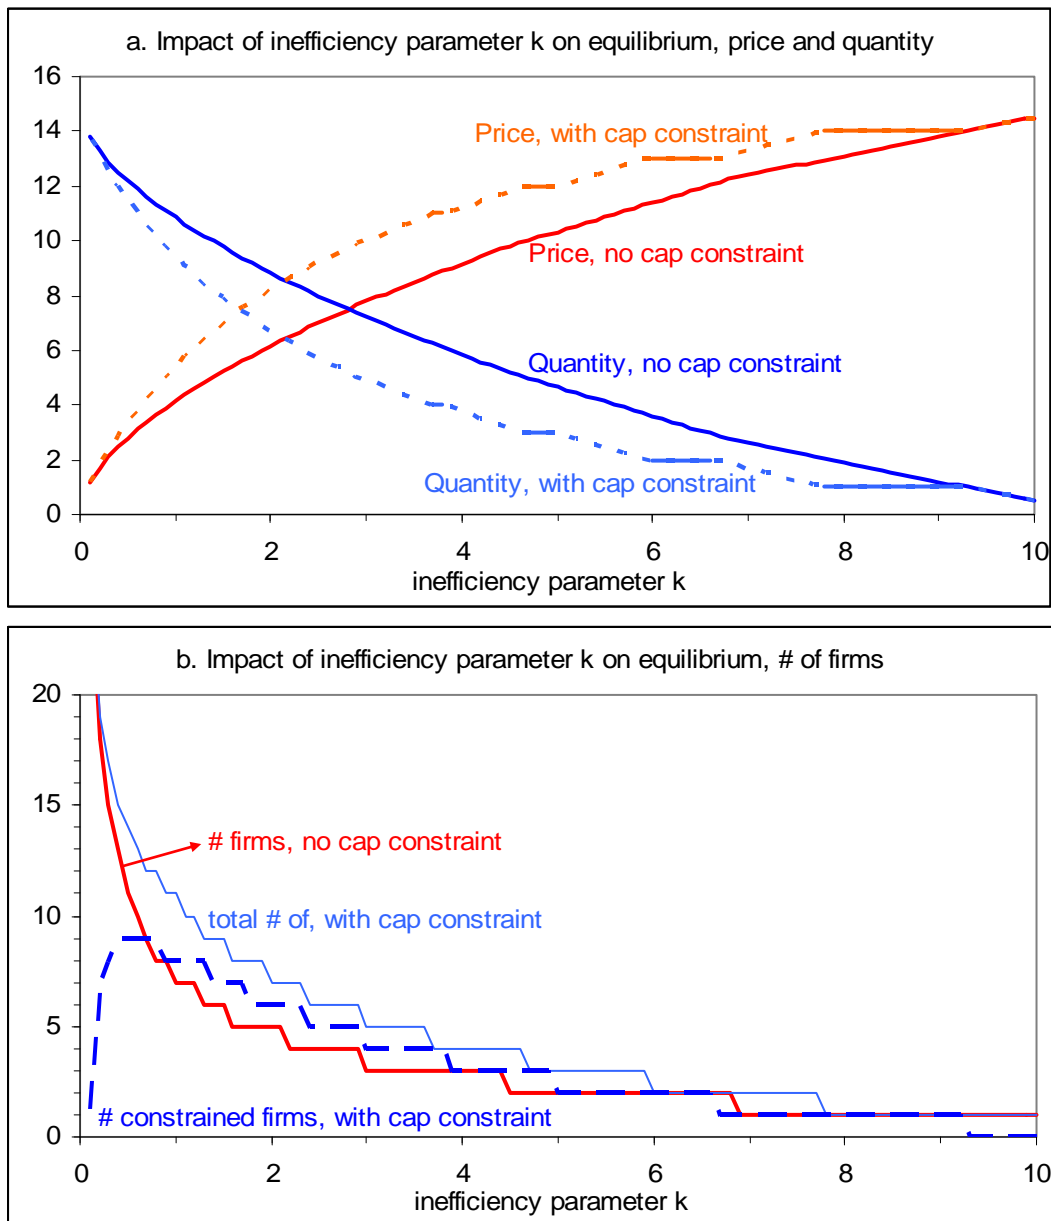 a. Impact of inefficiency parameter k on equilibrium, price and quantity
16
14
12
10
8
6
4
2
0
Price, with cap constraint
Price, no cap constraint
Quantity, no cap constraint
Quantity, with cap constraint
0 2 4 6 8 10
inefficiency parameter k
b. Impact of inefficiency parameter k on equilibrium, # of firms
20
15
10
5
0
# firms, no cap constraint
total # of, with cap constraint
# constrained firms, with cap constraint
0 2 4 6 8 10
inefficiency parameter k